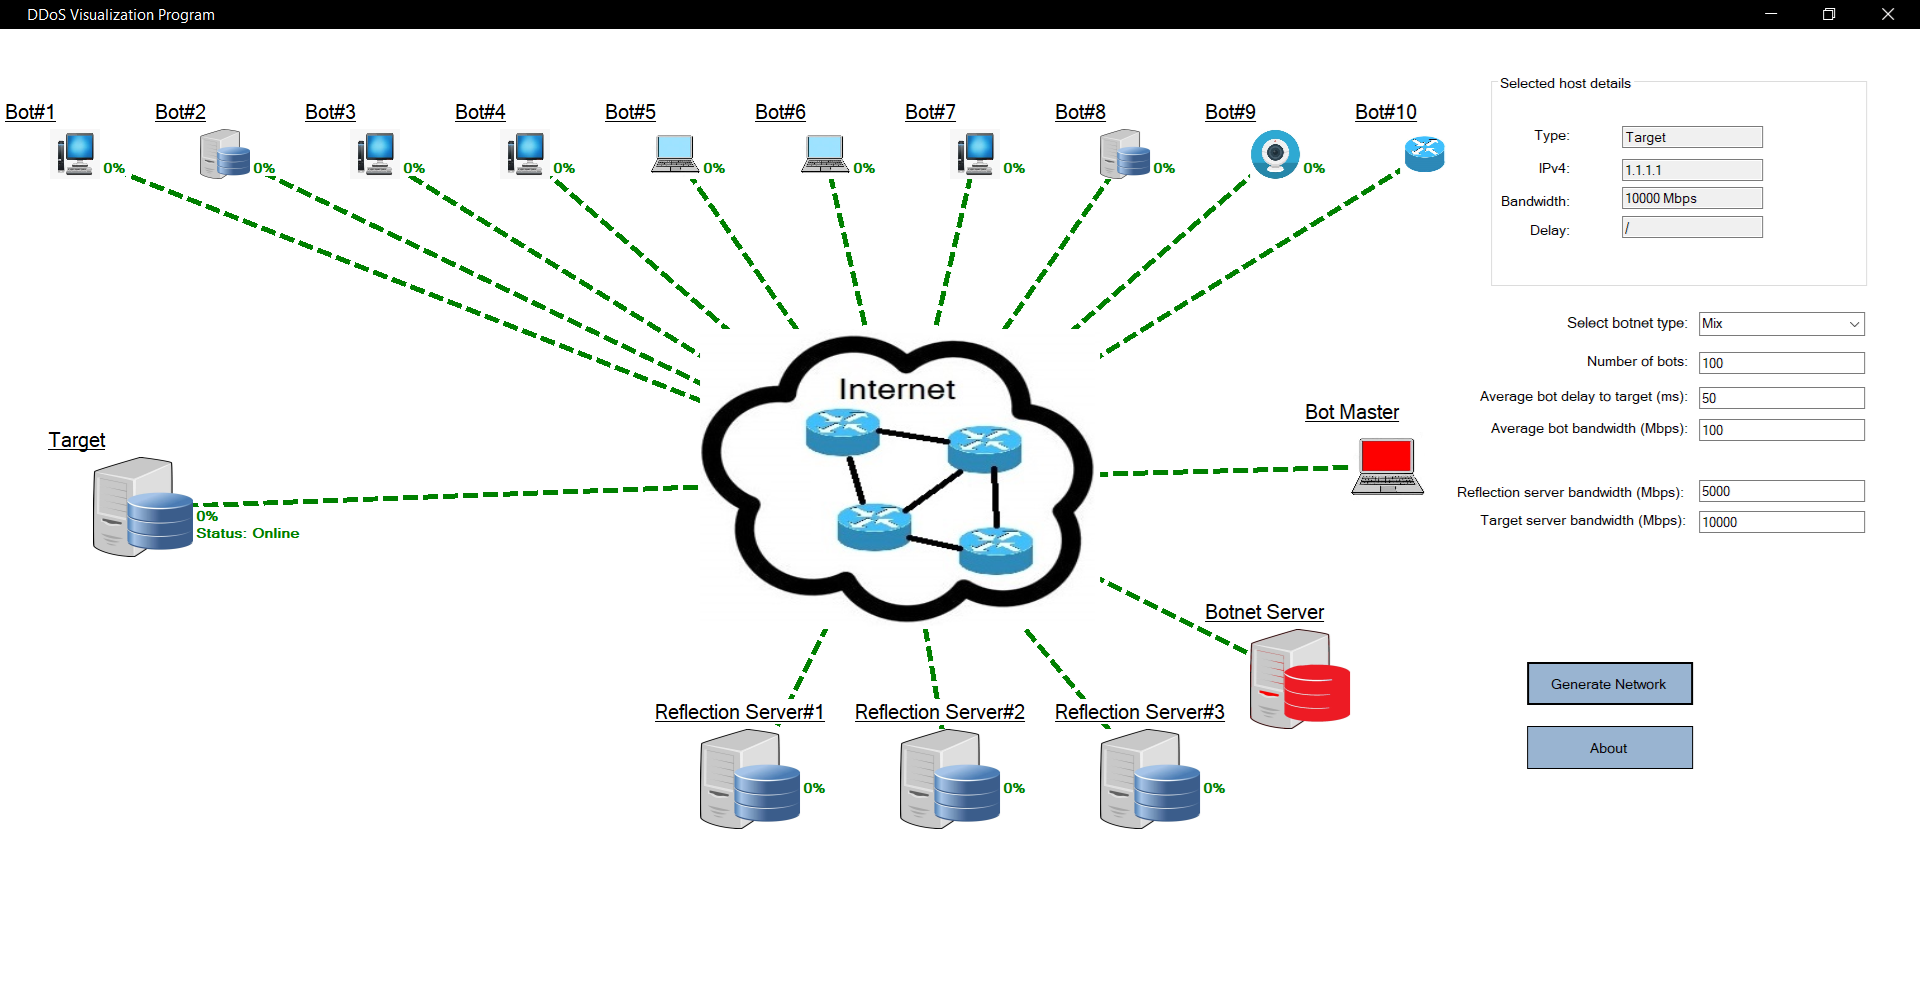 DDoS Visualization Program
Bot#1
Bot#2
Bot#3
Bot#4
Bot#5
Bot#6
Bot#7
Bot#8
Bot#9
Bot#10
0%
0%
0%
0%
0%
0%
0%
0%
0%
Internet
Target
0%
Status: Online
Bot Master
Botnet Server
Reflection Server#1
Reflection Server#2
Reflection Server#3
0%
0%
0%
Selected host details
Type: Target
IPv4: 1.1.1.1
Bandwidth: 10000 Mbps
Delay: /
Select botnet type: Mix
Number of bots: 100
Average bot delay to target (ms): 50
Average bot bandwidth (Mbps): 100
Reflection server bandwidth (Mbps): 5000
Target server bandwidth (Mbps): 10000
Generate Network
About